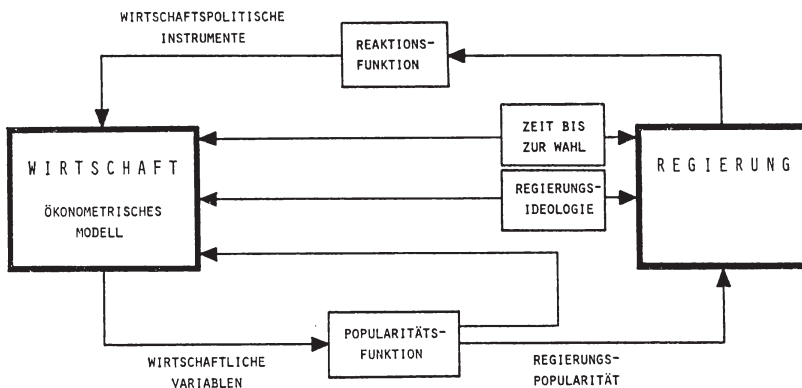 WIRTSCHAFTSPOLITISCHE
INSTRUMENTE
REAKTIONS-
FUNKTION
ZEIT BIS
ZUR WAHL
WIRTSCHAFT
ÖKONOMETRISCHES
MODELL
REGIERUNGS-
IDEOLOGIE
REGIERUNG
POPULARITÄTS-
FUNKTION
WIRTSCHAFTLICHE
VARIABLEN
REGIERUNGS-
POPULARITÄT